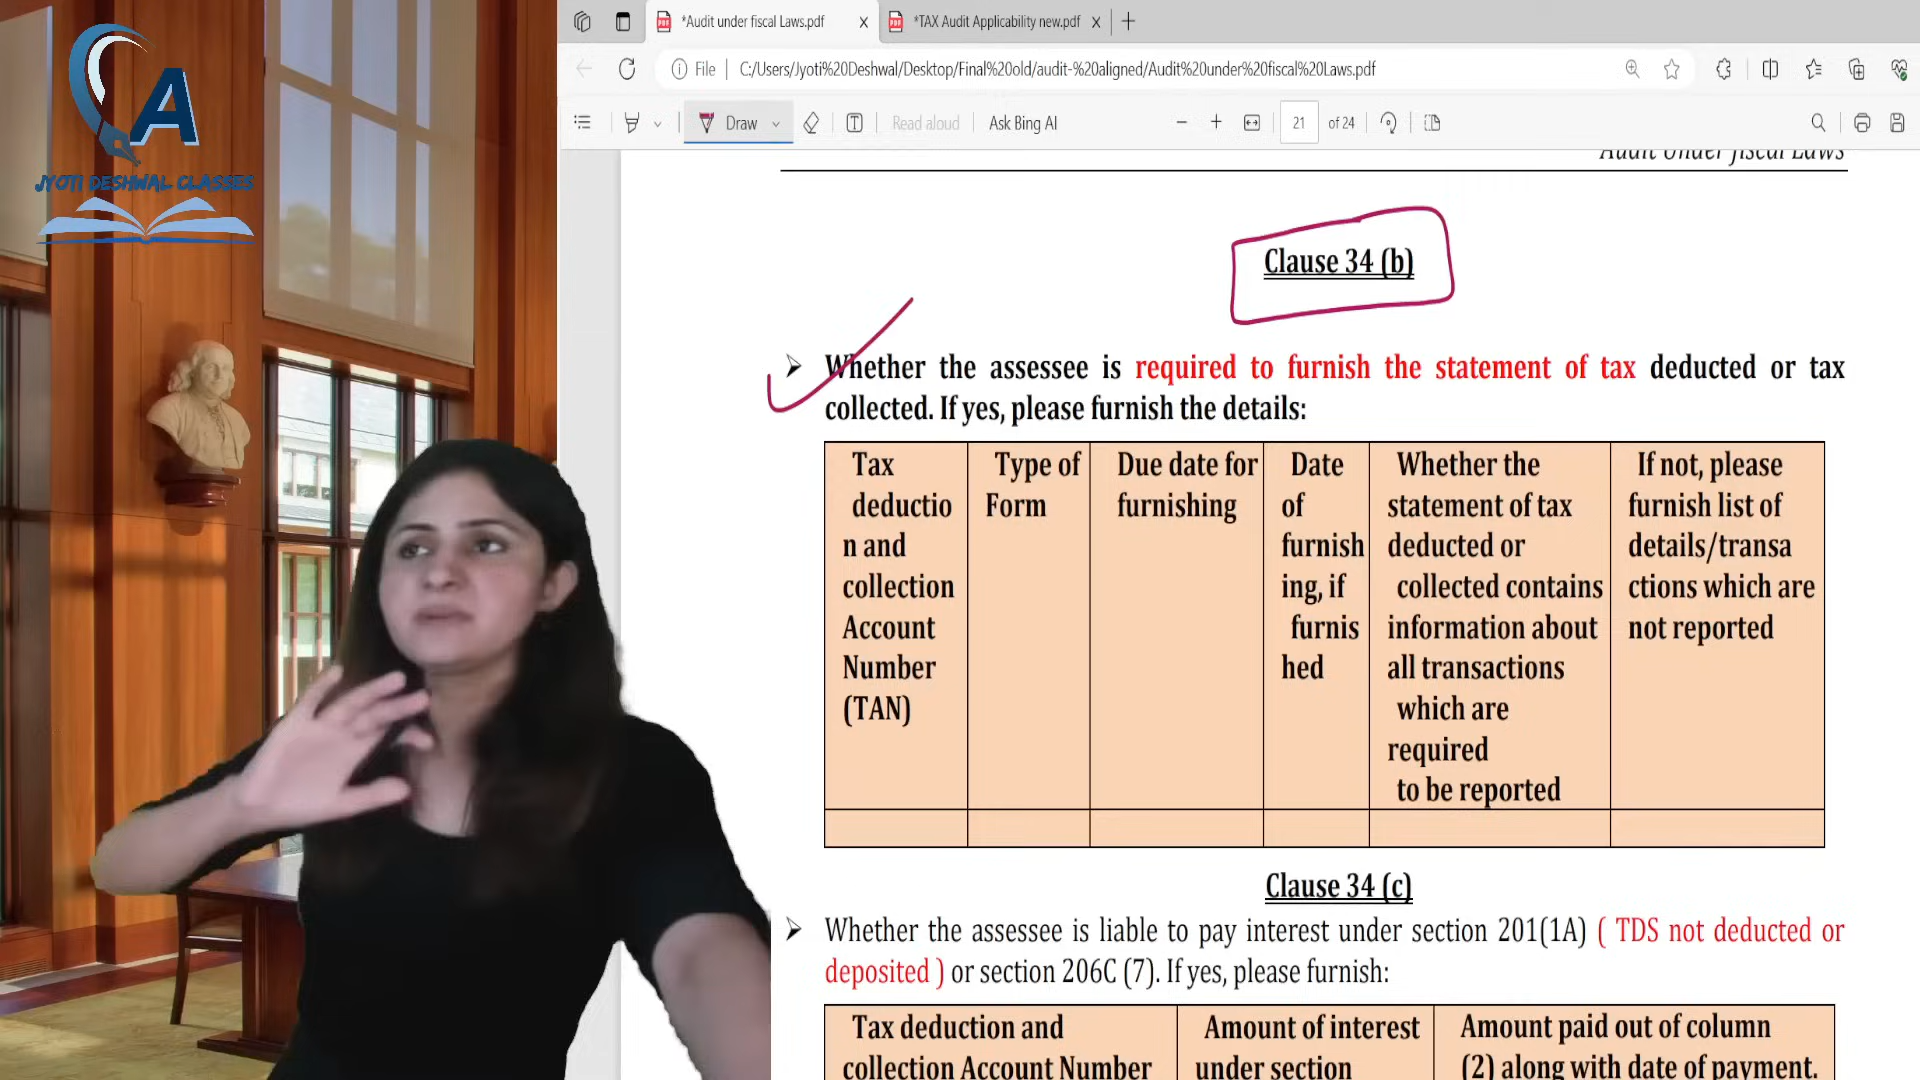 A
JYOTI DESHWAL CLASSES
*Audit under fiscal Laws.pdf
*TAX Audit Applicability new.pdf
File
C:/Users/Jyoti%20Deshwal/Desktop/Final%20old/audit-%20aligned/Audit%20under%20fiscal%20Laws.pdf
Draw
Read aloud
Ask Bing AI
21
of 24
Audit Under fiscal Laws
Clause 34 (b)
Whether the assessee is required to furnish the statement of tax deducted or tax
collected. If yes, please furnish the details:
Tax
deductio
n and
collection
Account
Number
(TAN)
Type of
Form
Due date for
furnishing
Date
of
furnish
ing, if
furnis
hed
Whether the
statement of tax
deducted or
collected contains
information about
all transactions
which are
required
to be reported
If not, please
furnish list of
details/transa
ctions which are
not reported
Clause 34 (c)
Whether the assessee is liable to pay interest under section 201(1A) ( TDS not deducted or
deposited ) or section 206C (7). If yes, please furnish:
Tax deduction and
collection Account Number
Amount of interest
under section
Amount paid out of column
(2) along with date of payment.